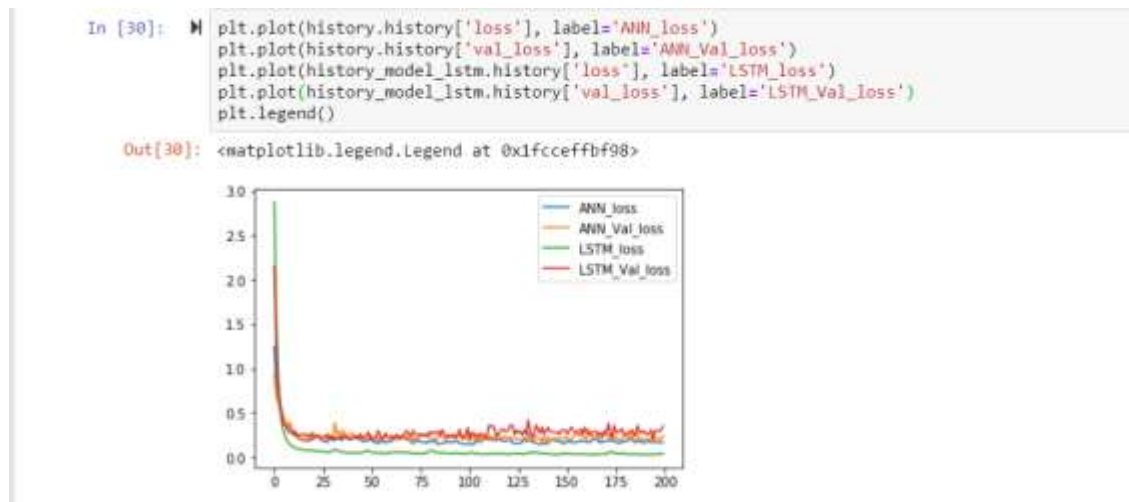 In [30]:
plt.plot(history.history['loss'], label='ANN_loss')
plt.plot(history.history['val_loss'], label='ANN_Val_loss')
plt.plot(history_model_lstm.history['loss'], label='LSTM_loss')
plt.plot(history_model_lstm.history['val_loss'], label='LSTM_Val_loss')
plt.legend()
Out[30]: <matplotlib.legend.Legend at 0x1fcceffbf98>
ANN_loss
ANN_Val_loss
LSTM_loss
LSTM_Val_loss
3.0
2.5
2.0
1.5
1.0
0.5
0.0
0 25 50 75 100 125 150 175 200